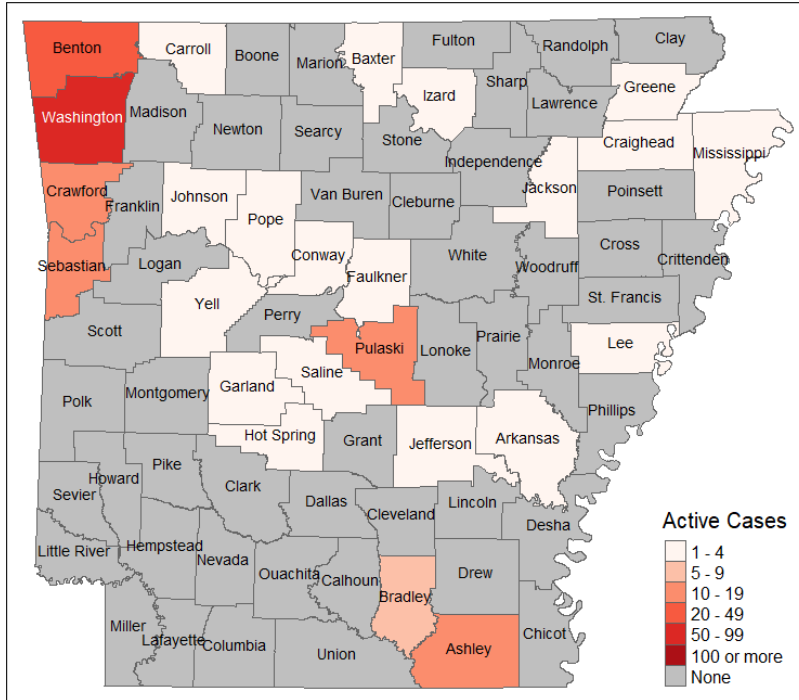 Benton
Carroll
Boone
Marion
Baxter
Fulton
Randolph
Clay
Izard
Sharp
Lawrence
Greene
Washington
Madison
Newton
Searcy
Stone
Independence
Craighead
Mississippi
Crawford
Franklin
Johnson
Pope
Van Buren
Cleburne
Jackson
Poinsett
Sebastian
Logan
Conway
Faulkner
White
Woodruff
Cross
Crittenden
Yell
Perry
Pulaski
Lonoke
Prairie
Monroe
St. Francis
Lee
Scott
Saline
Garland
Polk
Montgomery
Hot Spring
Grant
Jefferson
Arkansas
Phillips
Sevier
Howard
Pike
Clark
Dallas
Cleveland
Lincoln
Desha
Little River
Hempstead
Nevada
Ouachita
Calhoun
Bradley
Drew
Miller
Lafayette
Columbia
Union
Ashley
Chicot
Active Cases
1 - 4
5 - 9
10 - 19
20 - 49
50 - 99
100 or more
None